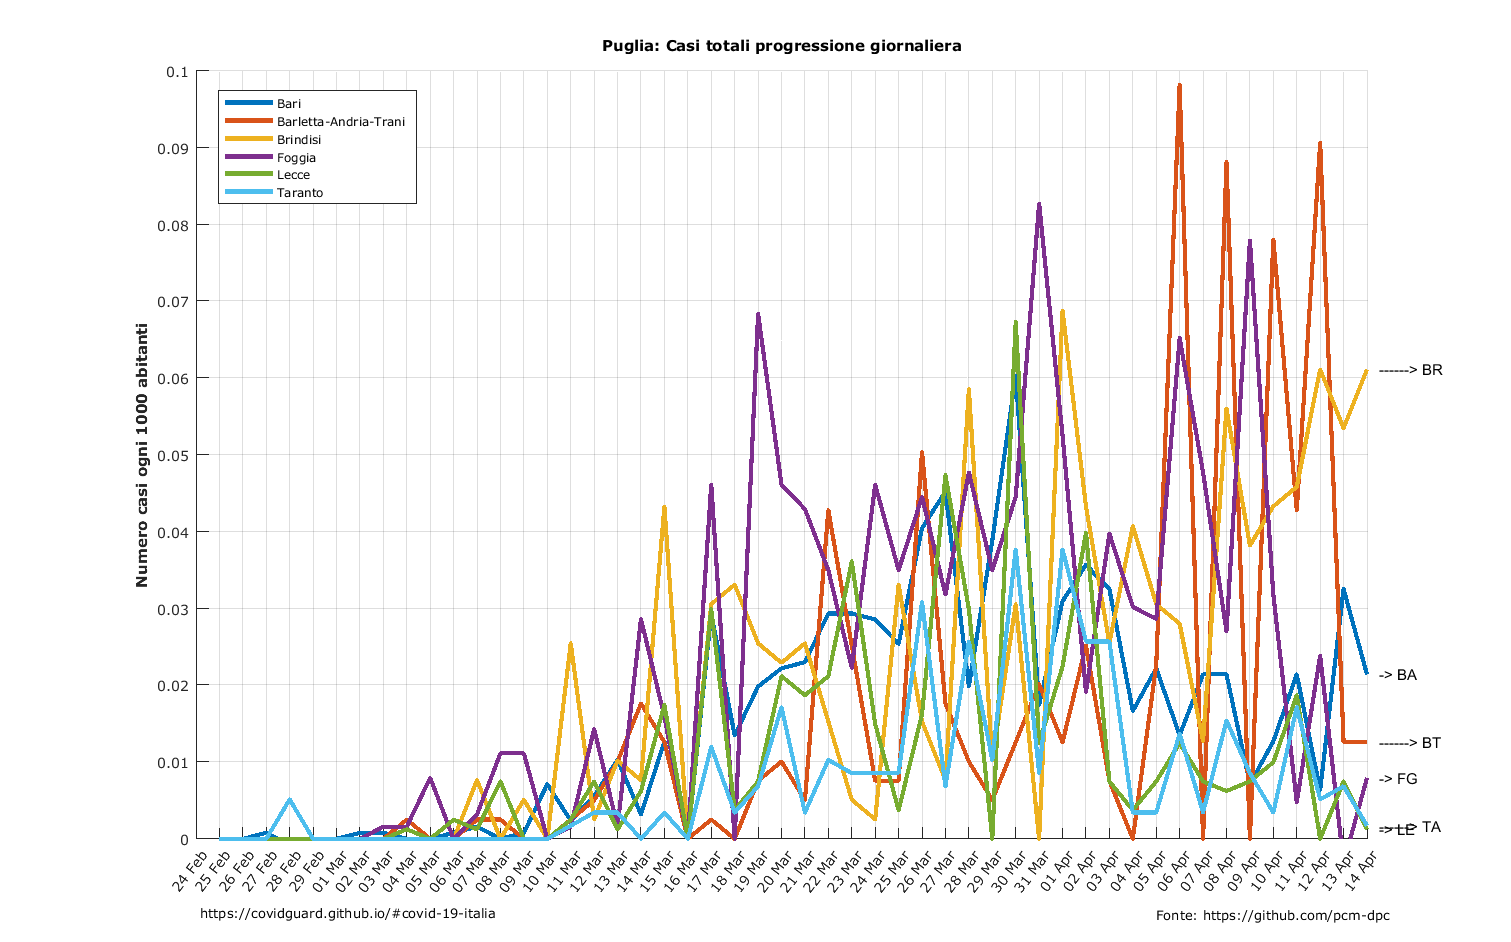 Puglia: Casi totali progressione giornaliera
Numero casi ogni 1000 abitanti
0.1
0.09
0.08
0.07
0.06
0.05
0.04
0.03
0.02
0.01
0
Bari
Barletta-Andria-Trani
Brindisi
Foggia
Lecce
Taranto
------> BR
-> BA
------> BT
-> FG
------> TA
-> LE
24 Feb
25 Feb
26 Feb
27 Feb
28 Feb
29 Feb
01 Mar
02 Mar
03 Mar
04 Mar
05 Mar
06 Mar
07 Mar
08 Mar
09 Mar
10 Mar
11 Mar
12 Mar
13 Mar
14 Mar
15 Mar
16 Mar
17 Mar
18 Mar
19 Mar
20 Mar
21 Mar
22 Mar
23 Mar
24 Mar
25 Mar
26 Mar
27 Mar
28 Mar
29 Mar
30 Mar
31 Mar
01 Apr
02 Apr
03 Apr
04 Apr
05 Apr
06 Apr
07 Apr
08 Apr
09 Apr
10 Apr
11 Apr
12 Apr
13 Apr
14 Apr
https://covidguard.github.io/#covid-19-italia
Fonte: https://github.com/pcm-dpc